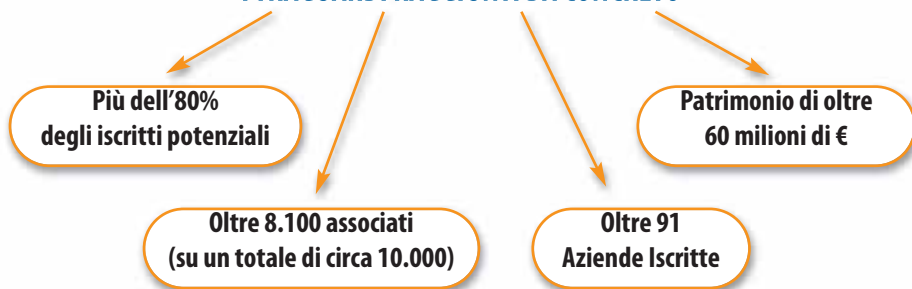 Più dell'80%
degli iscritti potenziali
Patrimonio di oltre
60 milioni di €
Oltre 8.100 associati
(su un totale di circa 10.000)
Oltre 91
Aziende Iscritte